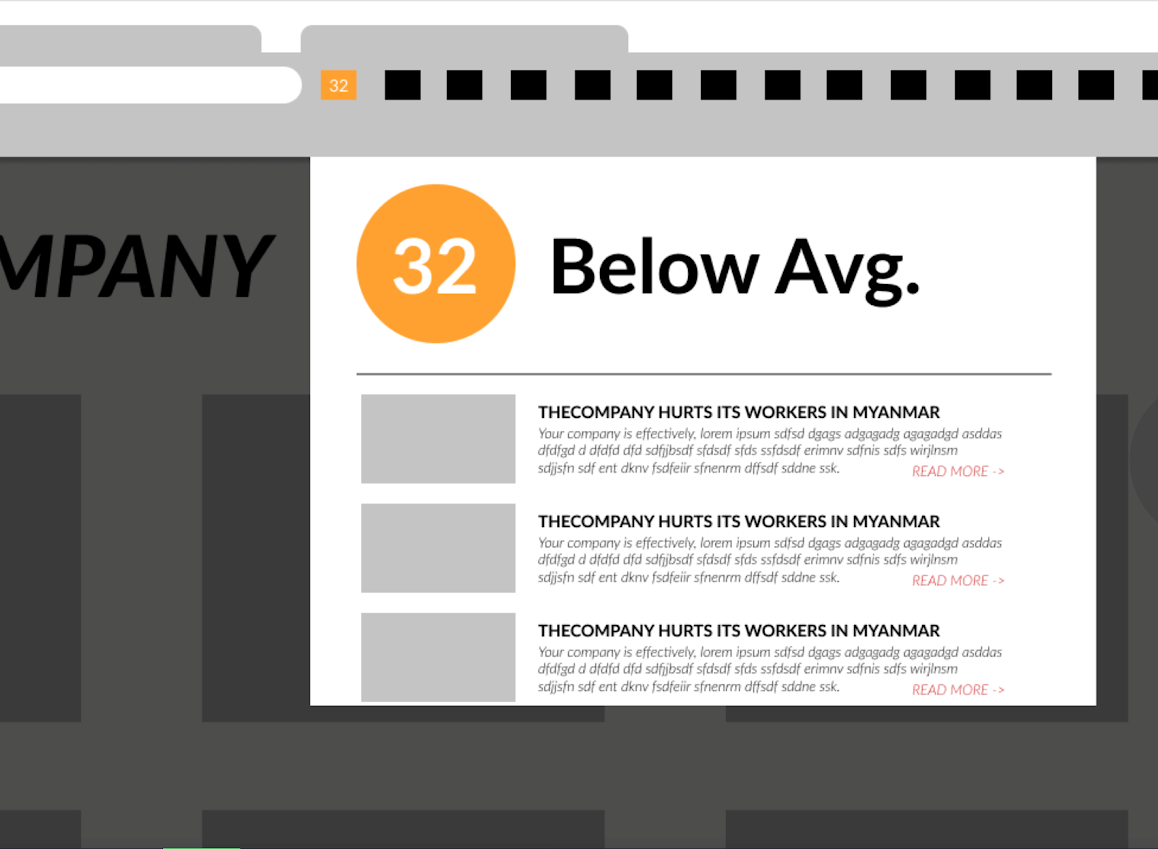 32
MPANY
32
Below Avg.
THECOMPANY HURTS ITS WORKERS IN MYANMAR
Your company is effectively, lorem ipsum sdfsd dgags adgagadg agagadgd asddas
dfdfgd d dfdfd dfd sdfjjbsdf sfdsdf sfds ssfdsdf erimnv sdfnis sdfs wirjlnsm
sdjjsfn sdf ent dknv fsdfeiir sfnenrm dffsdf sddne ssk.
READ MORE ->
THECOMPANY HURTS ITS WORKERS IN MYANMAR
Your company is effectively, lorem ipsum sdfsd dgags adgagadg agagadgd asddas
dfdfgd d dfdfd dfd sdfjjbsdf sfdsdf sfds ssfdsdf erimnv sdfnis sdfs wirjlnsm
sdjjsfn sdf ent dknv fsdfeiir sfnenrm dffsdf sddne ssk.
READ MORE ->
THECOMPANY HURTS ITS WORKERS IN MYANMAR
Your company is effectively, lorem ipsum sdfsd dgags adgagadg agagadgd asddas
dfdfgd d dfdfd dfd sdfjjbsdf sfdsdf sfds ssfdsdf erimnv sdfnis sdfs wirjlnsm
sdjjsfn sdf ent dknv fsdfeiir sfnenrm dffsdf sddne ssk.
READ MORE ->